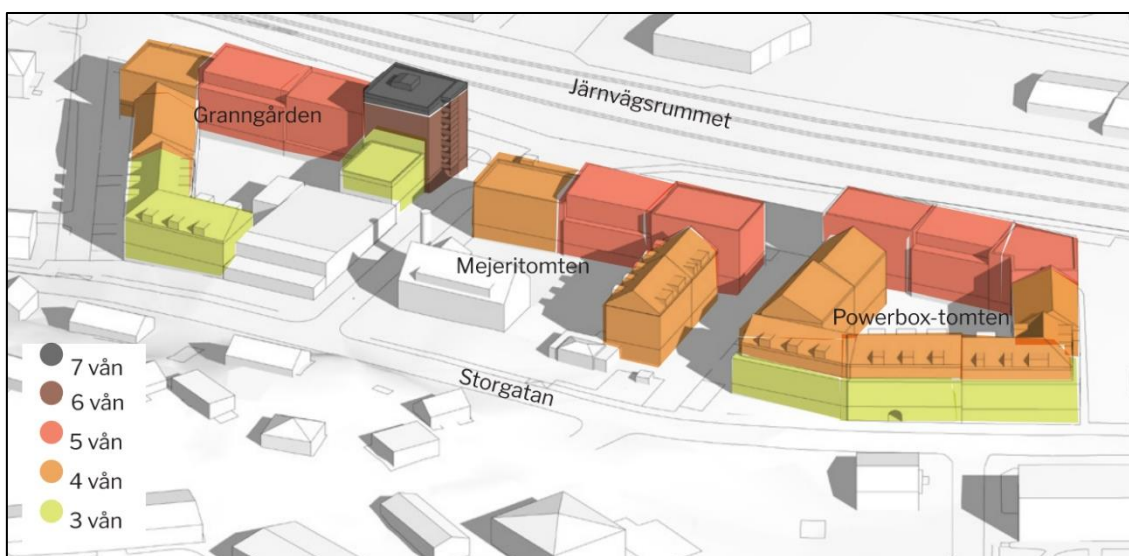 Järnvägsrummet
Granngården
Mejeritomten
Powerbox-tomten
Storgatan
7 vån
6 vån
5 vån
4 vån
3 vån